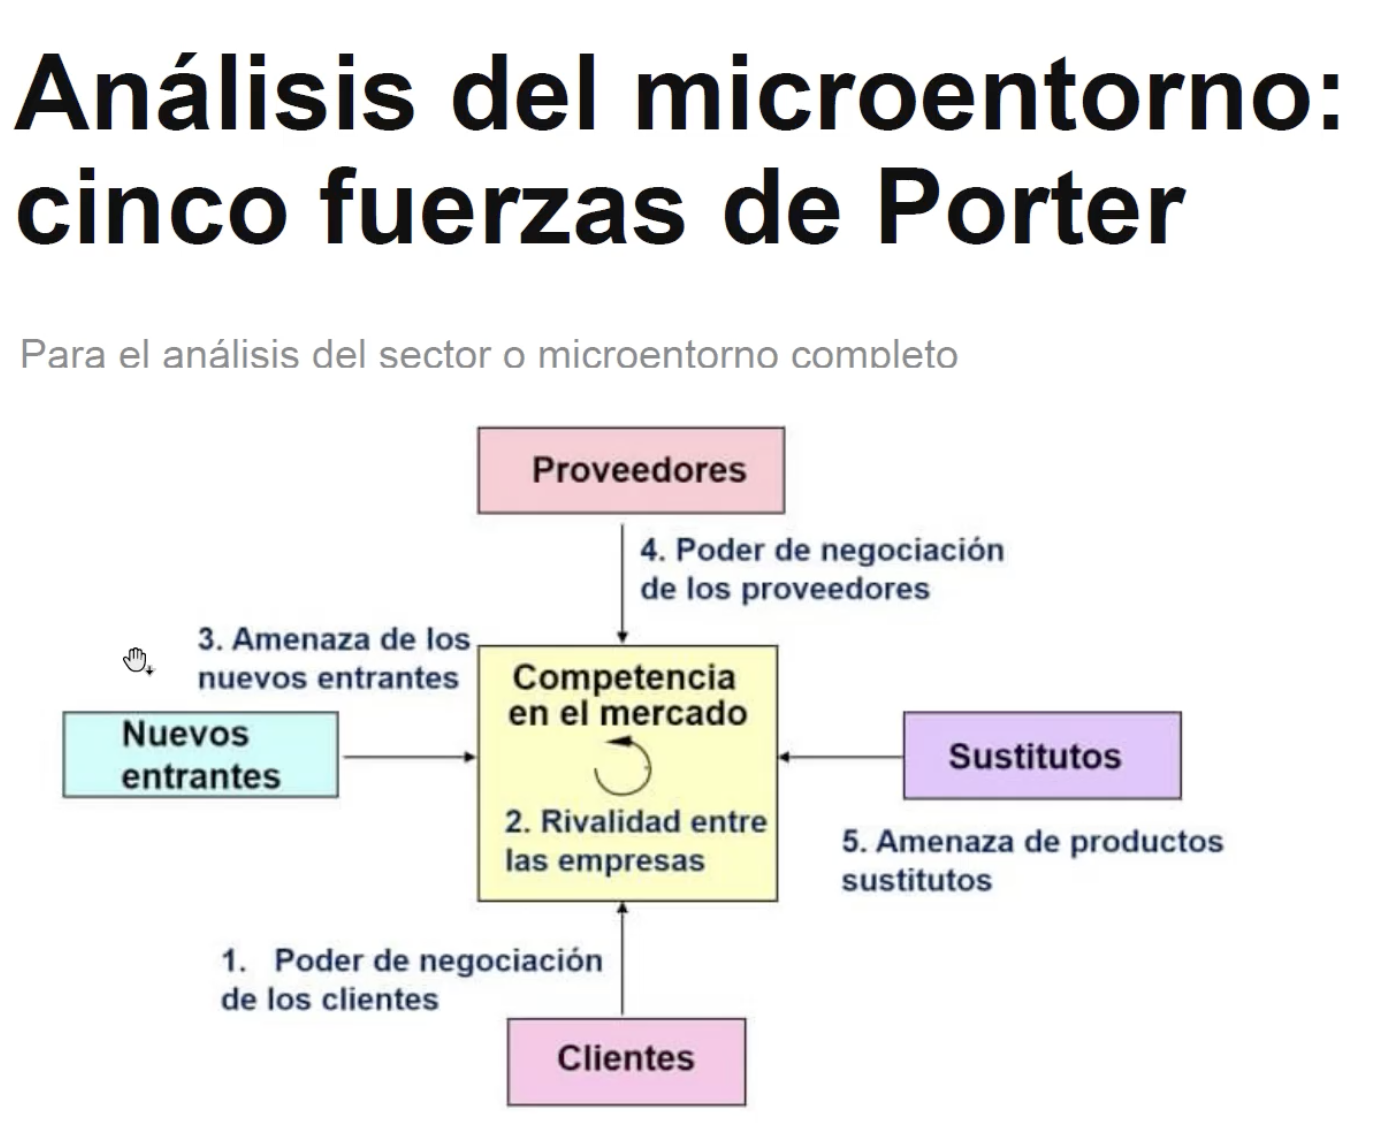 Análisis del microentorno:
cinco fuerzas de Porter
Para el análisis del sector o microentorno completo
Proveedores
4. Poder de negociación
de los proveedores
3. Amenaza de los
nuevos entrantes
Nuevos
entrantes
Competencia
en el mercado
2. Rivalidad entre
las empresas
Sustitutos
5. Amenaza de productos
sustitutos
1. Poder de negociación
de los clientes
Clientes